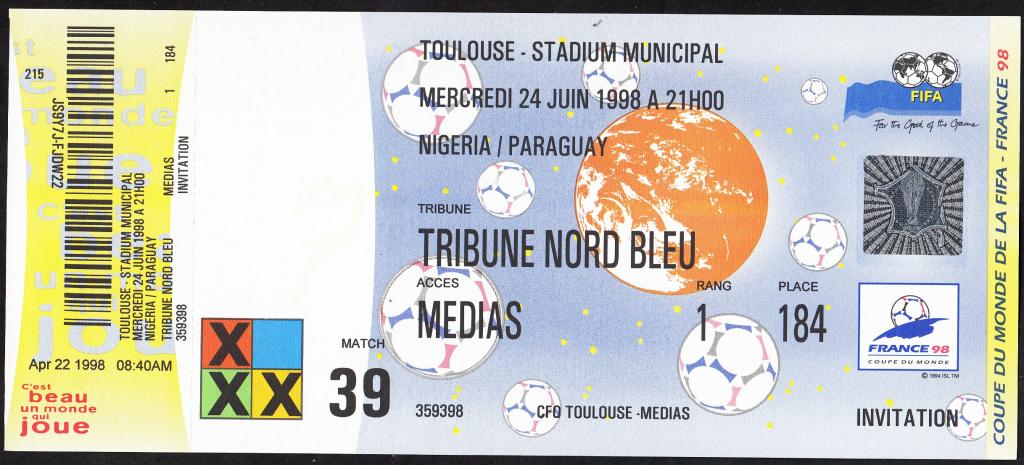 215
184
JS9Y7J-FJDW22
TOULOUSE - STADIUM MUNICIPAL
MERCREDI 24 JUIN 1998 A 21H00
NIGERIA / PARAGUAY
TRIBUNE NORD BLEU
359398
MEDIAS 1
INVITATION
Apr 22 1998 08:40AM
C'est
beau
un monde
qui
joue
X
X X
MATCH
39
TOULOUSE - STADIUM MUNICIPAL
MERCREDI 24 JUIN 1998 A 21H00
NIGERIA / PARAGUAY
TRIBUNE
TRIBUNE NORD BLEU
ACCES RANG PLACE
MEDIAS 1 184
359398 CFO TOULOUSE -MEDIAS
FIFA
For the Good of the Game
FRANCE 98
COUPE DU MONDE
© 1994 ISL TM
INVITATION
COUPE DU MONDE DE LA FIFA - FRANCE 98